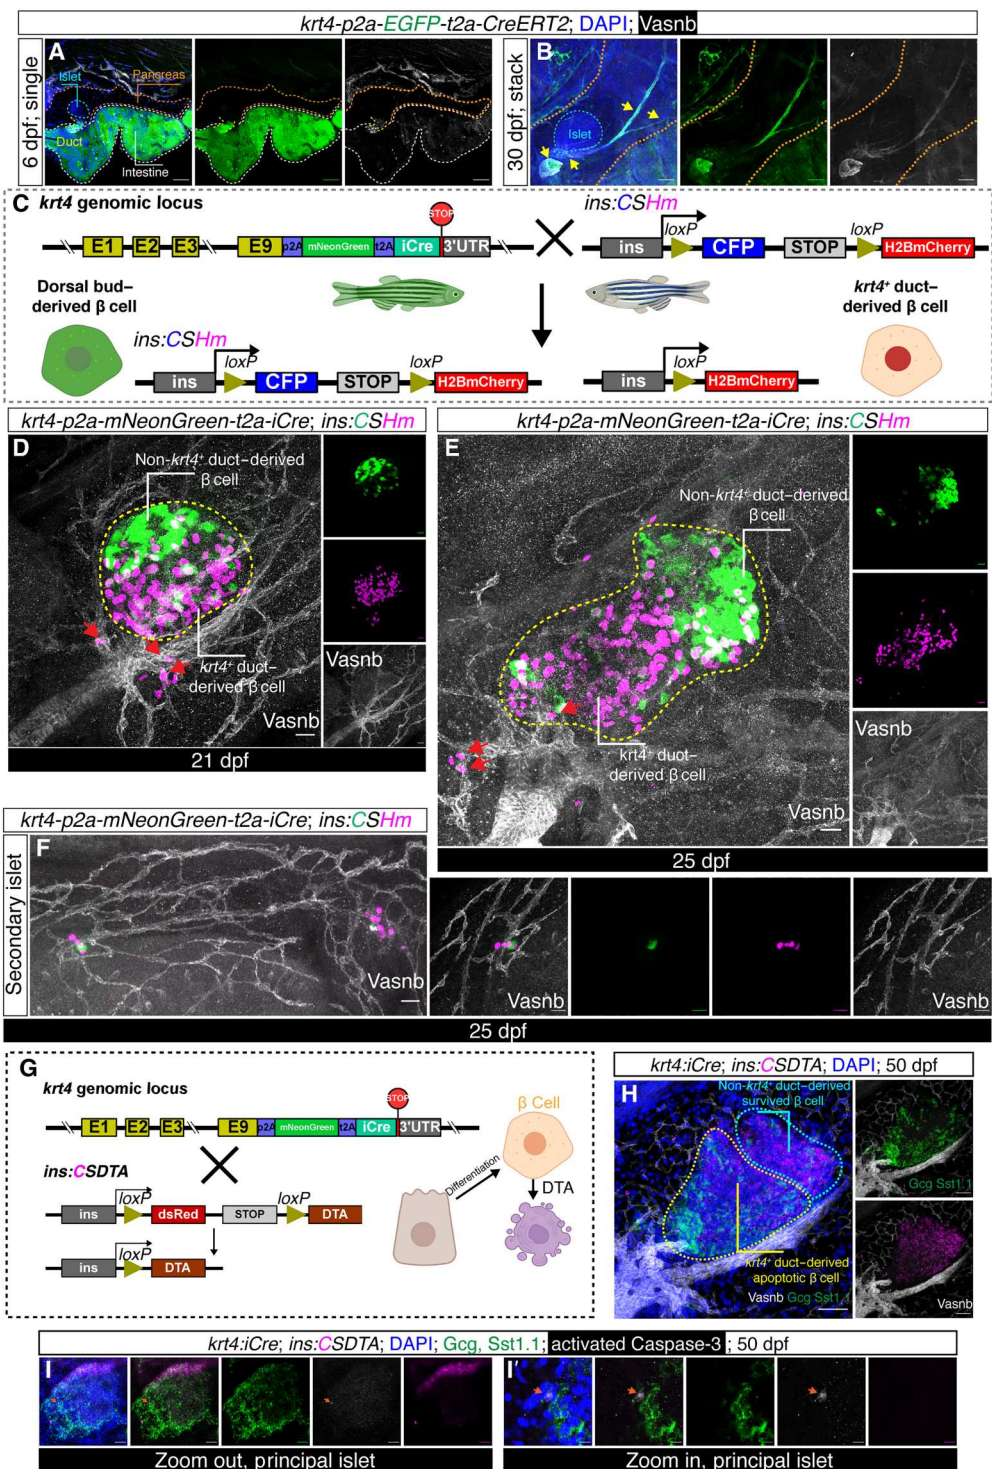 krt4-p2a-EGFP-t2a-CreERT2; DAPI; Vasnb
6 dpf; single
A
Islet
Pancreas
Duct
Intestine
30 dpf; stack
B
Islet
C
krt4 genomic locus
STOP
E1
E2
E3
E9
p2A
mNeonGreen
t2A
iCre
3'UTR
ins:CSHm
loxP
loxP
ins
CFP
STOP
H2BmCherry
Dorsal bud–
derived β cell
krt4⁺ duct–
derived β cell
ins:CSHm
loxP
loxP
ins
CFP
STOP
H2BmCherry
loxP
ins
H2BmCherry
krt4-p2a-mNeonGreen-t2a-iCre; ins:CSHm
D
Non-krt4⁺ duct–derived
β cell
krt4⁺ duct–
derived β cell
Vasnb
Vasnb
21 dpf
krt4-p2a-mNeonGreen-t2a-iCre; ins:CSHm
E
Non-krt4⁺ duct–derived
β cell
krt4⁺ duct–
derived β cell
Vasnb
Vasnb
25 dpf
krt4-p2a-mNeonGreen-t2a-iCre; ins:CSHm
Secondary islet
F
Vasnb
Vasnb
Vasnb
25 dpf
G
krt4 genomic locus
STOP
E1
E2
E3
E9
p2A
mNeonGreen
t2A
iCre
3'UTR
ins:CSDTA
loxP
loxP
ins
dsRed
STOP
DTA
loxP
ins
DTA
Differentiation
β Cell
DTA
krt4:iCre; ins:CSDTA; DAPI; 50 dpf
H
Non-krt4⁺ duct–derived
survived β cell
krt4⁺ duct–derived
apoptotic β cell
Vasnb Gcg Sst1.1
Gcg Sst1.1
Vasnb
krt4:iCre; ins:CSDTA; DAPI; Gcg, Sst1.1; activated Caspase-3; 50 dpf
I
I′
Zoom out, principal islet
Zoom in, principal islet